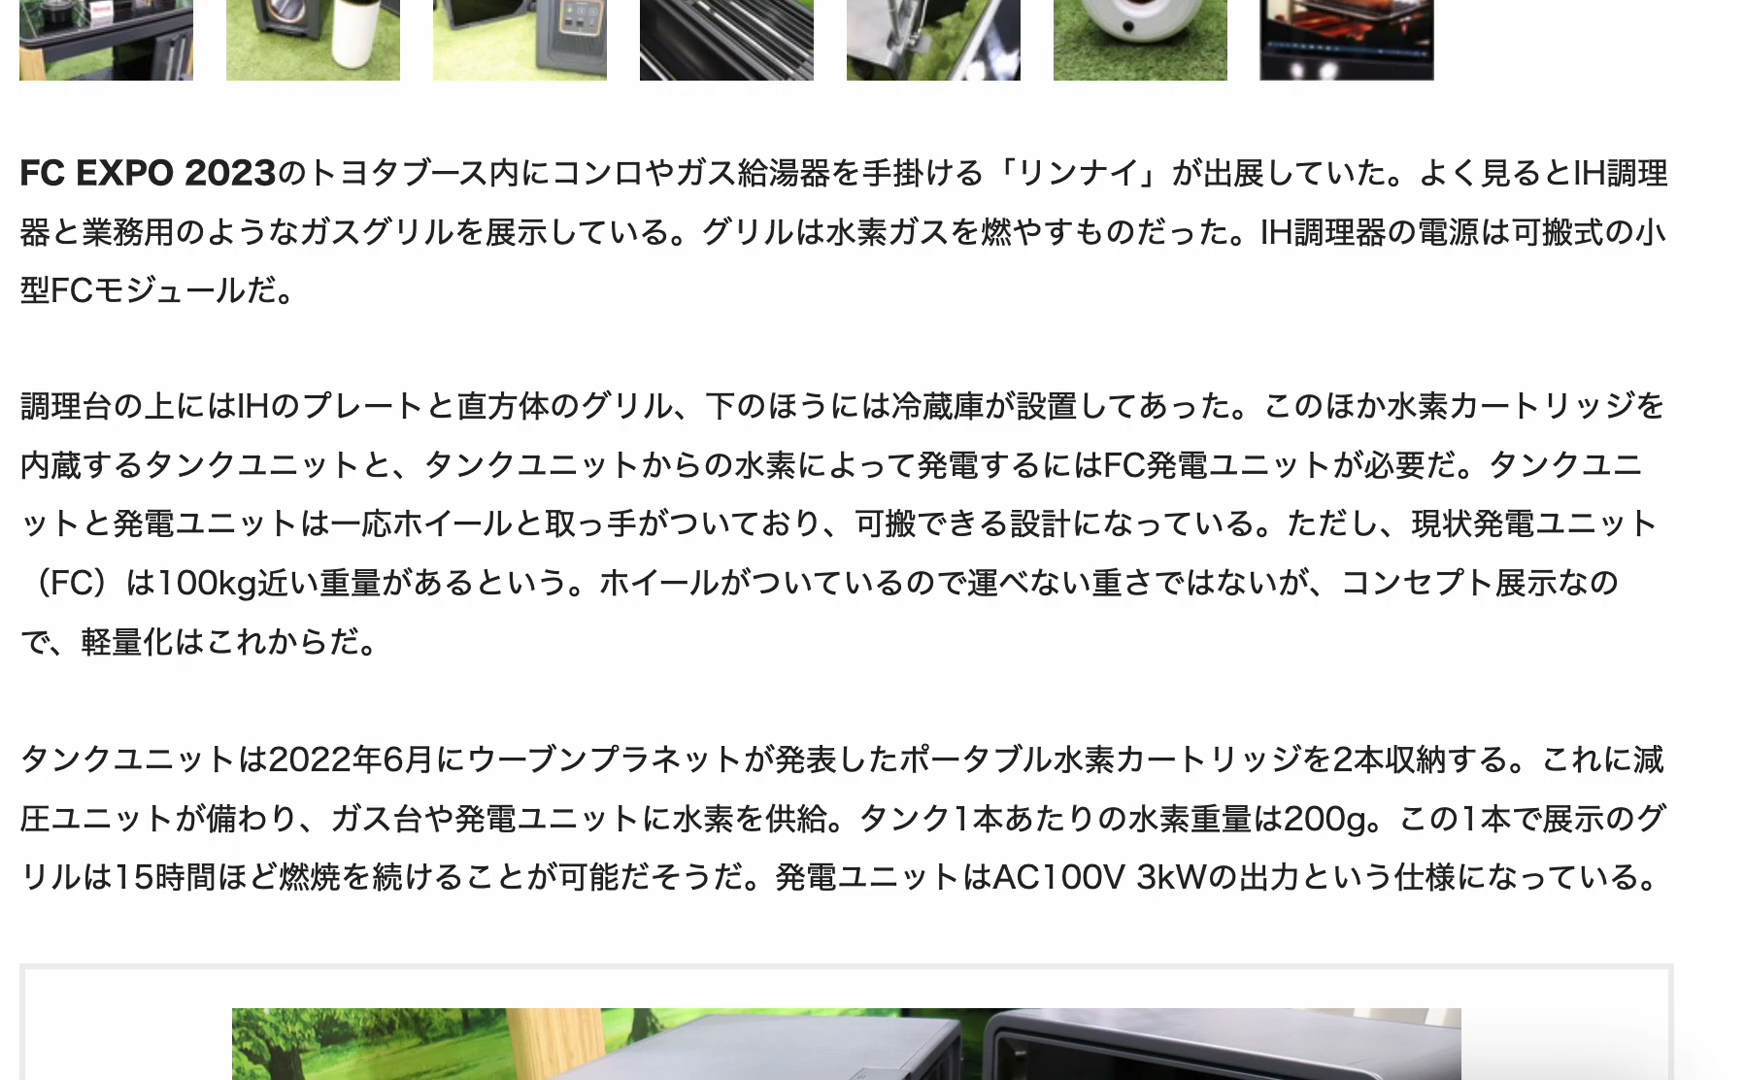 FC EXPO 2023のトヨタブース内にコンロやガス給湯器を手掛ける「リンナイ」が出展していた。よく見るとIH調理
器と業務用のようなガスグリルを展示している。グリルは水素ガスを燃やすものだった。IH調理器の電源は可搬式の小
型FCモジュールだ。
調理台の上にはIHのプレートと直方体のグリル、下のほうには冷蔵庫が設置してあった。このほか水素カートリッジを
内蔵するタンクユニットと、タンクユニットからの水素によって発電するにはFC発電ユニットが必要だ。タンクユニ
ットと発電ユニットは一応ホイールと取っ手がついており、可搬できる設計になっている。ただし、現状発電ユニット
（FC）は100kg近い重量があるという。ホイールがついているので運べない重さではないが、コンセプト展示なの
で、軽量化はこれからだ。
タンクユニットは2022年6月にウーブンプラネットが発表したポータブル水素カートリッジを2本収納する。これに減
圧ユニットが備わり、ガス台や発電ユニットに水素を供給。タンク1本あたりの水素重量は200g。この1本で展示のグ
リルは15時間ほど燃焼を続けることが可能だそうだ。発電ユニットはAC100V 3kWの出力という仕様になっている。